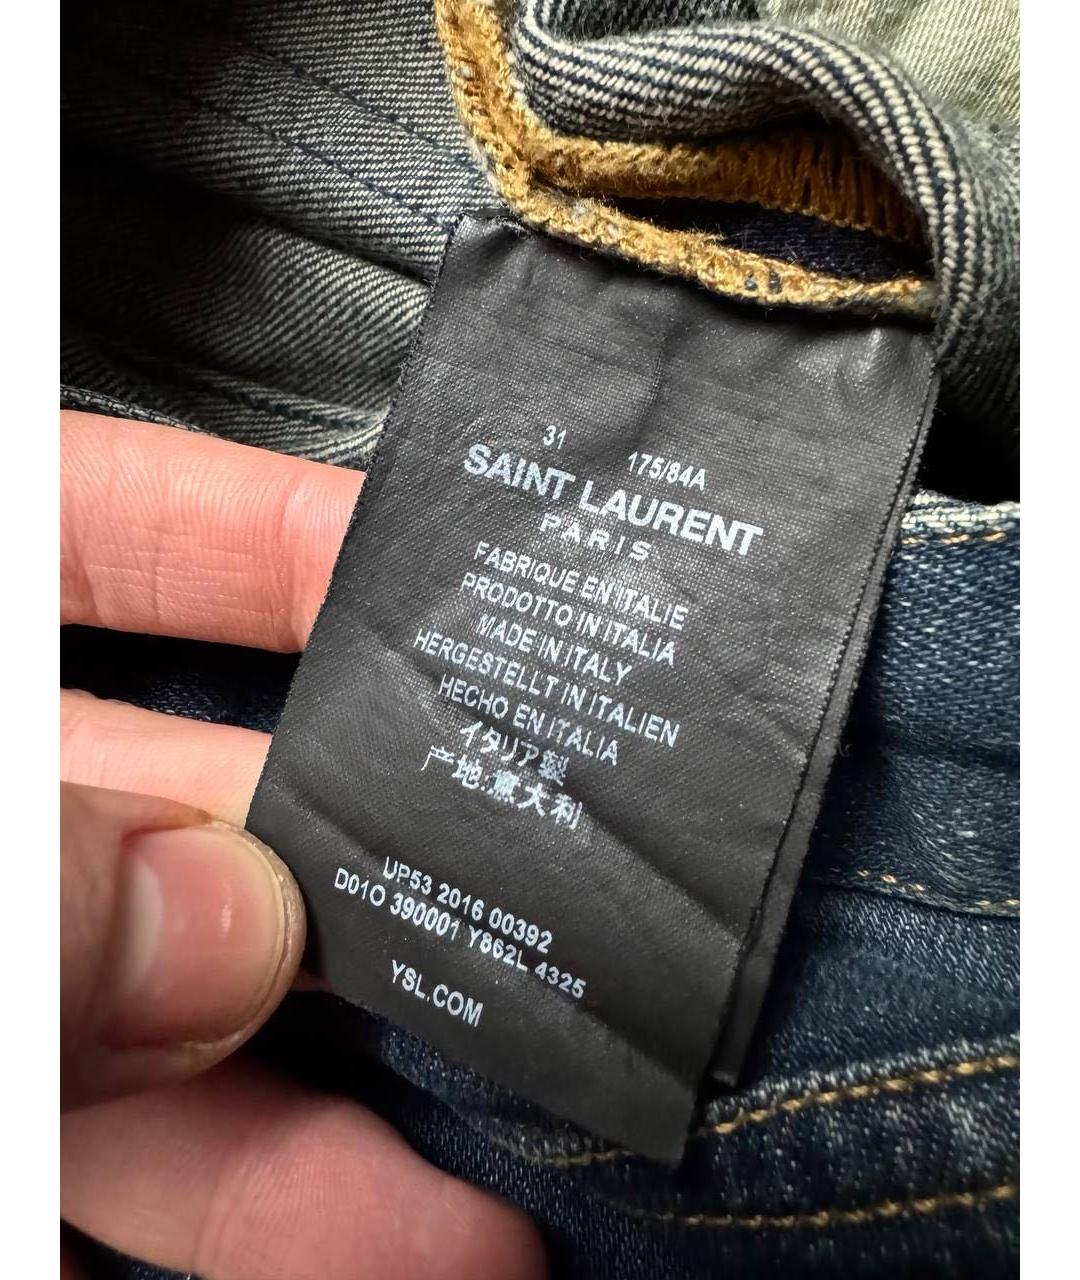 31 175/84A
SAINT LAURENT
PARIS
FABRIQUE EN ITALIE
PRODOTTO IN ITALIA
MADE IN ITALY
HERGESTELLT IN ITALIEN
HECHO EN ITALIA
イタリア製
产地:意大利
UP53 2016 00392
D01O 390001 Y862L 4325
YSL.COM